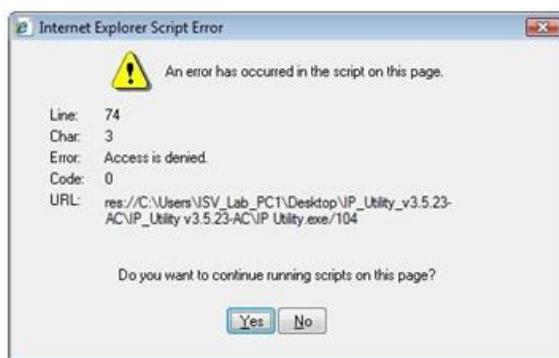 Internet Explorer Script Error
An error has occurred in the script on this page.
Line: 74
Char: 3
Error: Access is denied.
Code: 0
URL: res://C:\Users\ISV_Lab_PC1\Desktop\IP_Utility_v3.5.23-
AC\IP_Utility v3.5.23-AC\IP Utility.exe/104
Do you want to continue running scripts on this page?
Yes No